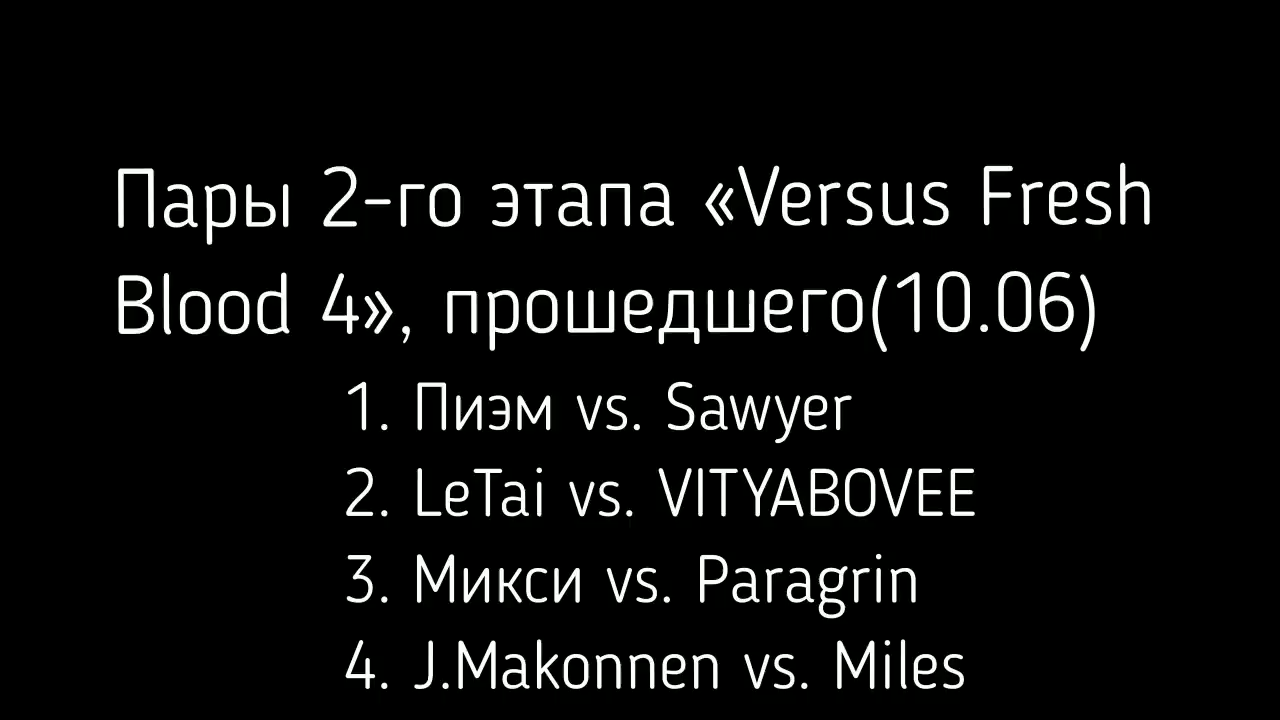 Пары 2-го этапа «Versus Fresh
Blood 4», прошедшего(10.06)
1. Пиэм vs. Sawyer
2. LeTai vs. VITYABOVEE
3. Микси vs. Paragrin
4. J.Makonnen vs. Miles